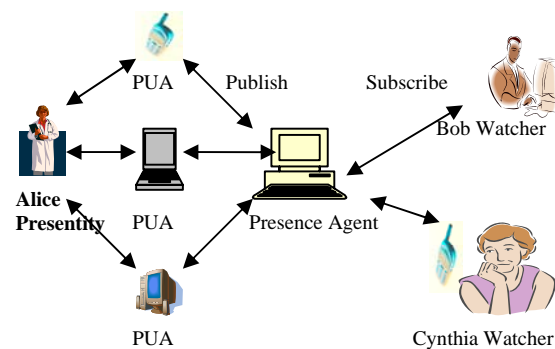 PUA
Publish
Subscribe
Bob Watcher
Alice
Presentity
PUA
Presence Agent
PUA
Cynthia Watcher